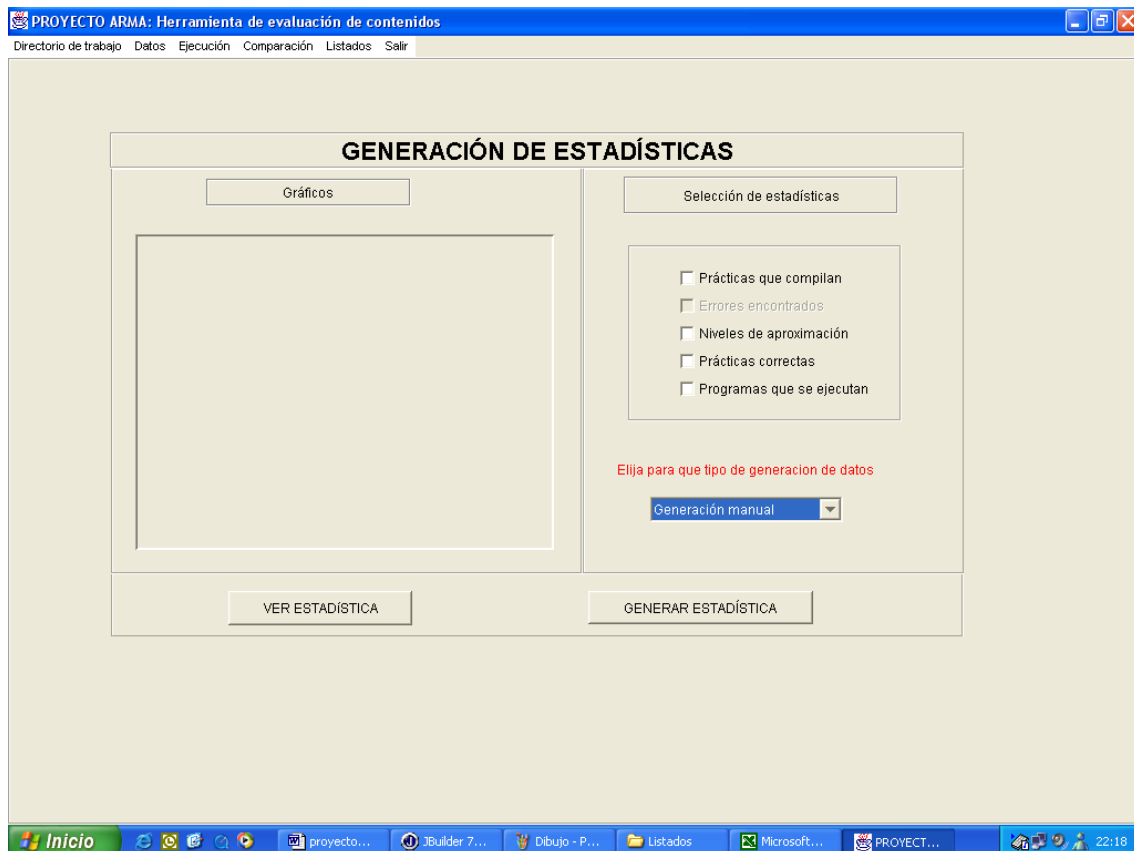 PROYECTO ARMA: Herramienta de evaluación de contenidos
Directorio de trabajo Datos Ejecución Comparación Listados Salir
GENERACIÓN DE ESTADÍSTICAS
Gráficos
Selección de estadísticas
Prácticas que compilan
Errores encontrados
Niveles de aproximación
Prácticas correctas
Programas que se ejecutan
Elija para que tipo de generacion de datos
Generación manual
VER ESTADÍSTICA
GENERAR ESTADÍSTICA
Inicio proyecto... JBuilder 7... Dibujo - P... Listados Microsoft... PROYECT... 22:18